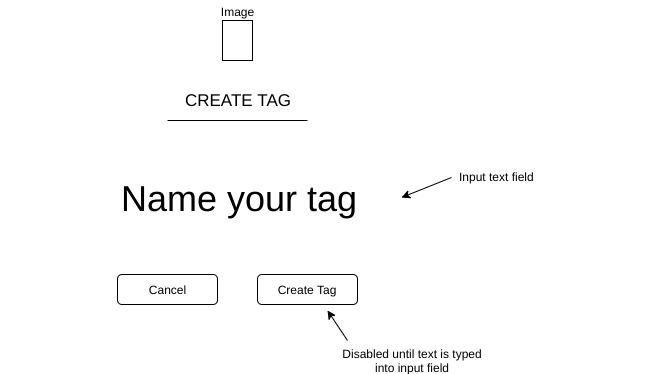 Image
CREATE TAG
Input text field
Name your tag
Cancel
Create Tag
Disabled until text is typed
into input field